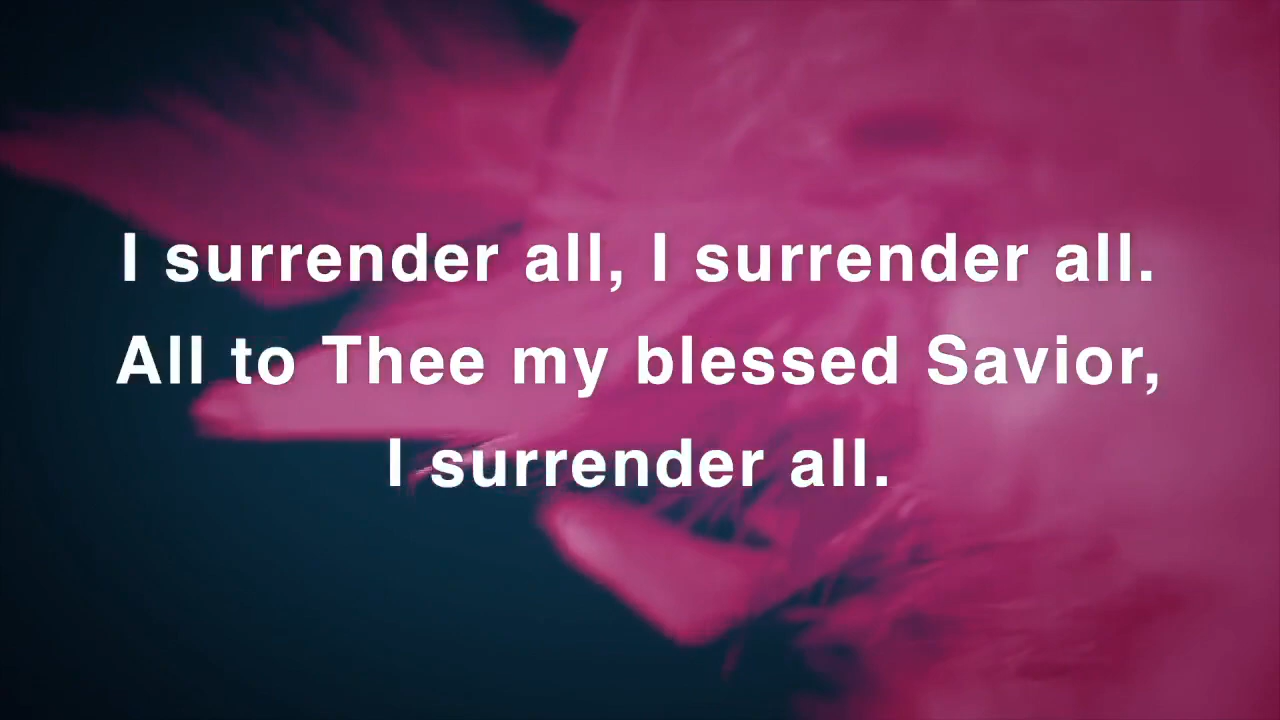 I surrender all, I surrender all.
All to Thee my blessed Savior,
I surrender all.